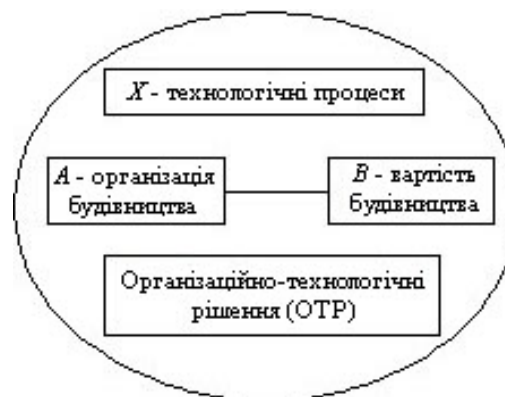 X - технологічні процеси
A - організація
будівництва
B - вартість
будівництва
Організаційно-технологічні
рішення (ОТР)